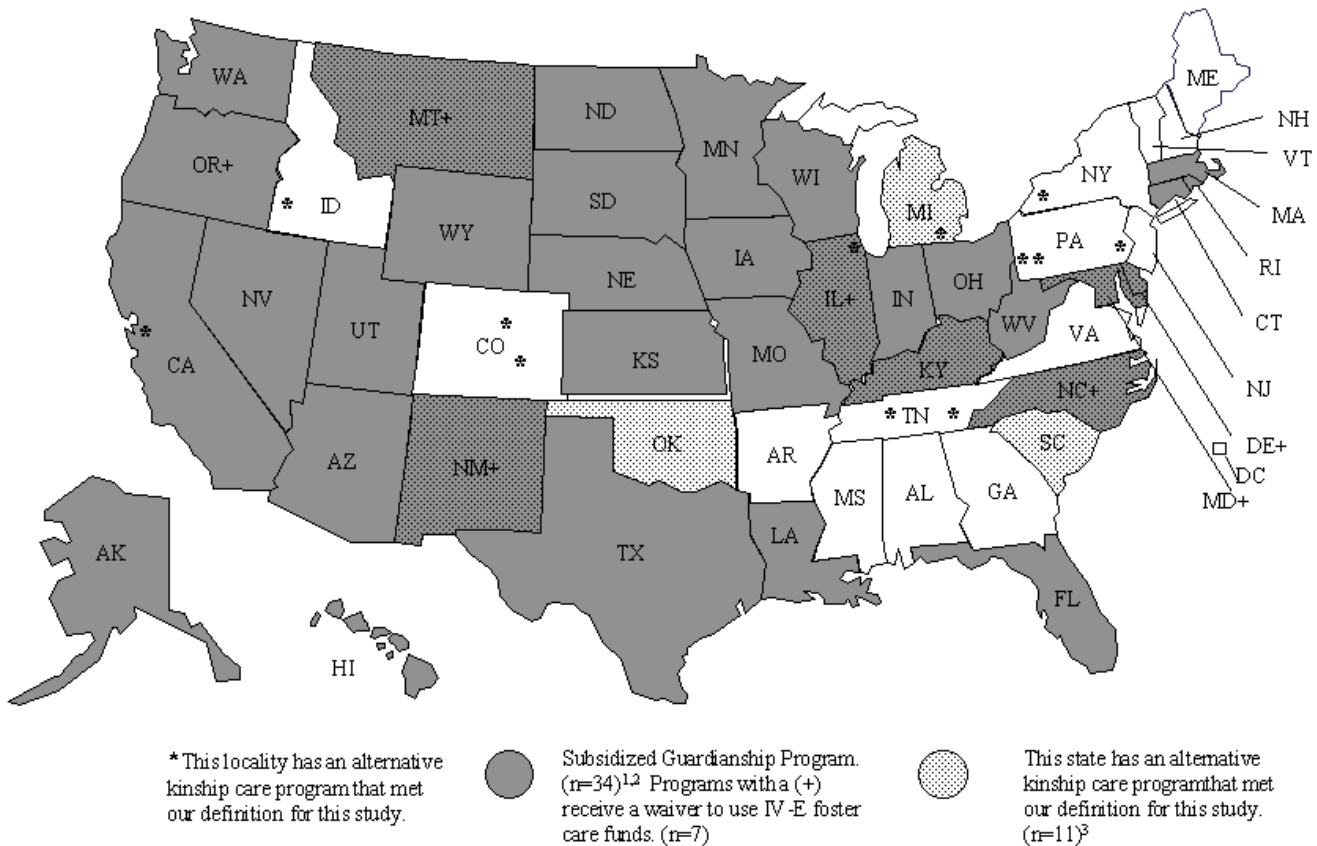 WA
MT+
ND
MN
OR+
ID
*
WY
SD
WI
MI
*
ME
NH
VT
NY
*
MA
RI
CT
PA
* *
*
NJ
NV
UT
CO
*
*
NE
IA
IL+
*
IN
OH
WV
VA
CA
*
KS
MO
KY
NC+
DE+
DC
MD+
AZ
NM+
OK
AR
TN
*
*
SC
MS
AL
GA
TX
LA
FL
AK
HI
*This locality has an alternative
kinship care program that met
our definition for this study.
Subsidized Guardianship Program.
(n=34)1,2 Programs with a (+)
receive a waiver to use IV-E foster
care funds. (n=7)
This state has an alternative
kinship care programthat met
our definition for this study.
(n=11)3